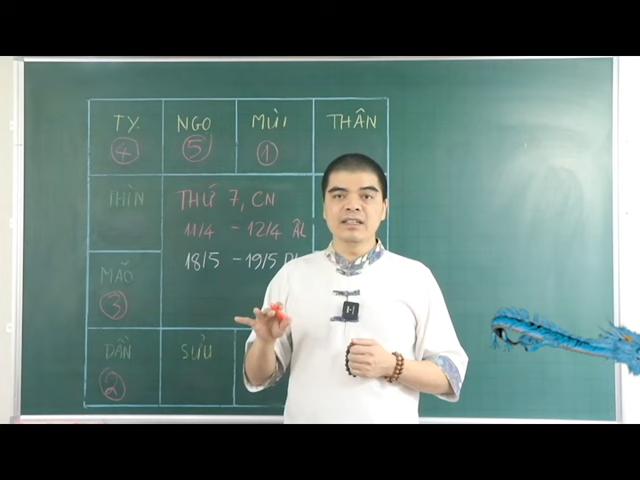 TỴ NGỌ MÙI THÂN
④ ⑤ ①
THÌN THỨ 7, CN
11/4 - 12/4 ÂL
18/5 - 19/5
MÃO
③
DẦN SỬU
②